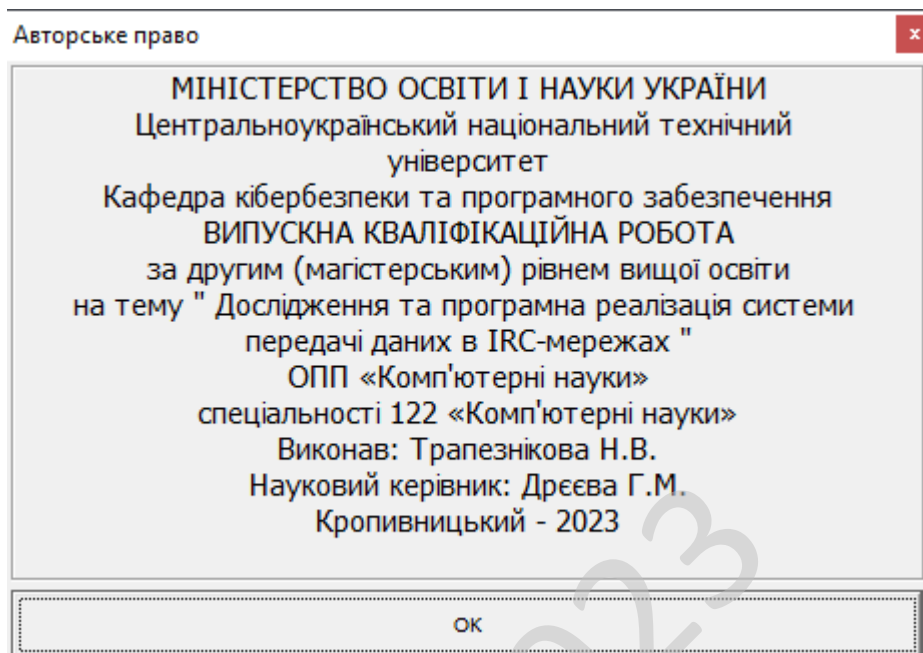 Авторське право
x
МІНІСТЕРСТВО ОСВІТИ І НАУКИ УКРАЇНИ
Центральноукраїнський національний технічний
університет
Кафедра кібербезпеки та програмного забезпечення
ВИПУСКНА КВАЛІФІКАЦІЙНА РОБОТА
за другим (магістерським) рівнем вищої освіти
на тему " Дослідження та програмна реалізація системи
передачі даних в IRC-мережах "
ОПП «Комп'ютерні науки»
спеціальності 122 «Комп'ютерні науки»
Виконав: Трапезнікова Н.В.
Науковий керівник: Дрєєва Г.М.
Кропивницький - 2023
ОК